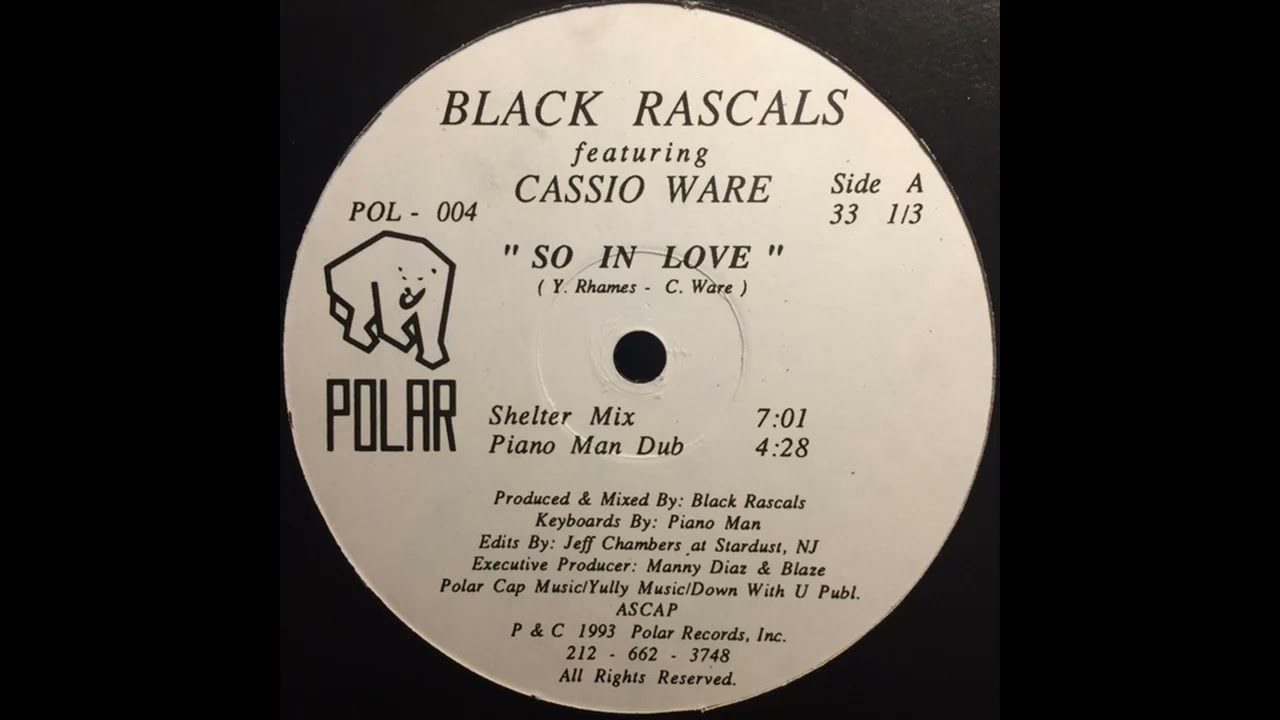 BLACK RASCALS
featuring
CASSIO WARE
Side A
33 1/3
POL - 004
" SO IN LOVE "
( Y. Rhames - C. Ware )
POLAR
Shelter Mix 7:01
Piano Man Dub 4:28
Produced & Mixed By: Black Rascals
Keyboards By: Piano Man
Edits By: Jeff Chambers at Stardust, NJ
Executive Producer: Manny Diaz & Blaze
Polar Cap Music/Yully Music/Down With U Publ.
ASCAP
P & C 1993 Polar Records, Inc.
212 - 662 - 3748
All Rights Reserved.